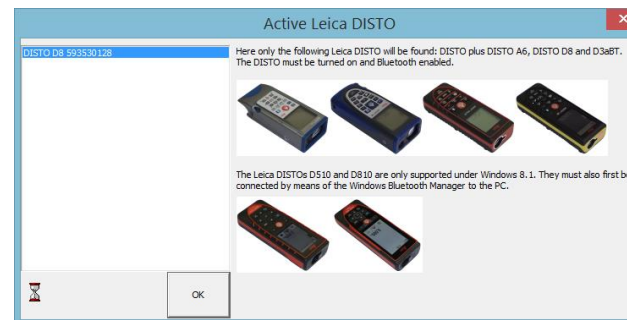 Active Leica DISTO
DISTO D8 593530128
Here only the following Leica DISTO will be found: DISTO plus DISTO A6, DISTO D8 and D3aBT.
The DISTO must be turned on and Bluetooth enabled.
The Leica DISTOs D510 and D810 are only supported under Windows 8.1. They must also first be
connected by means of the Windows Bluetooth Manager to the PC.
OK